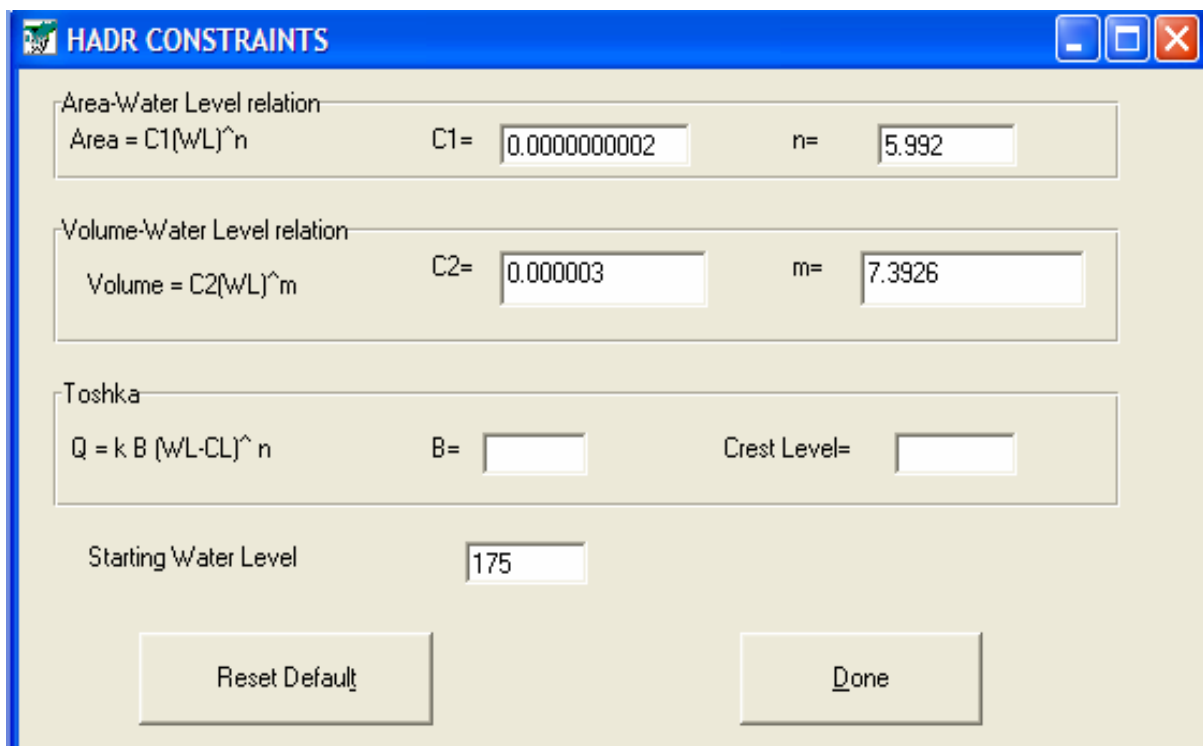 HADR CONSTRAINTS
Area-Water Level relation
Area = C1(WL)^n C1= 0.0000000002 n= 5.992
Volume-Water Level relation
Volume = C2(WL)^m C2= 0.000003 m= 7.3926
Toshka
Q = k B (WL-CL)^ n B= Crest Level=
Starting Water Level 175
Reset Default Done